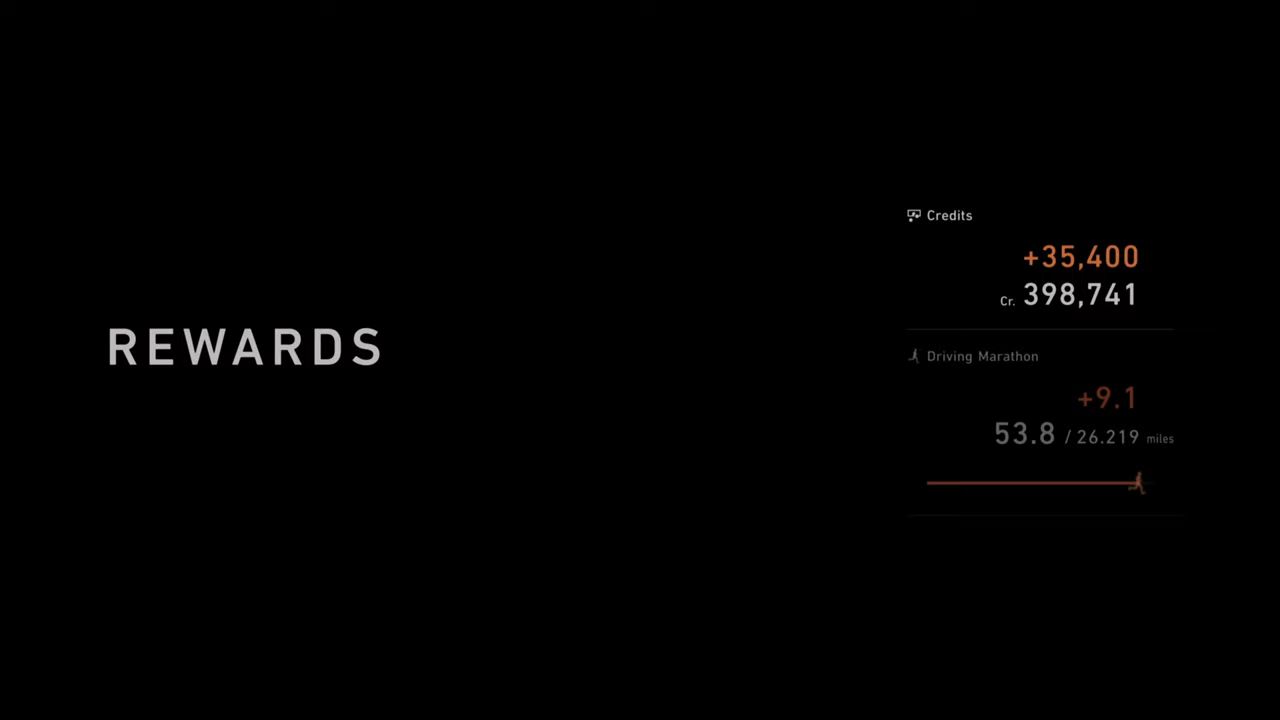 REWARDS
Credits
+35,400
Cr. 398,741
Driving Marathon
+9.1
53.8 / 26.219 miles